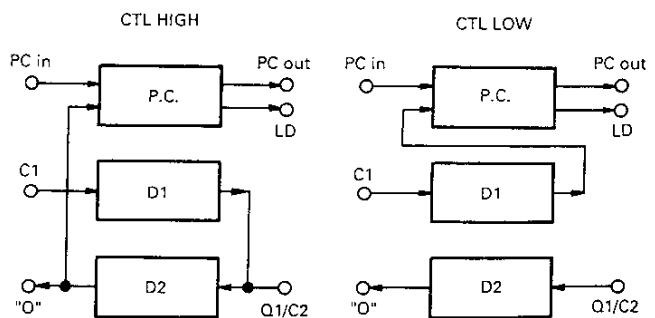 CTL HIGH
PC in
P.C.
PC out
LD
C1
D1
"O"
D2
Q1/C2
CTL LOW
PC in
P.C.
PC out
LD
C1
D1
"O"
D2
Q1/C2